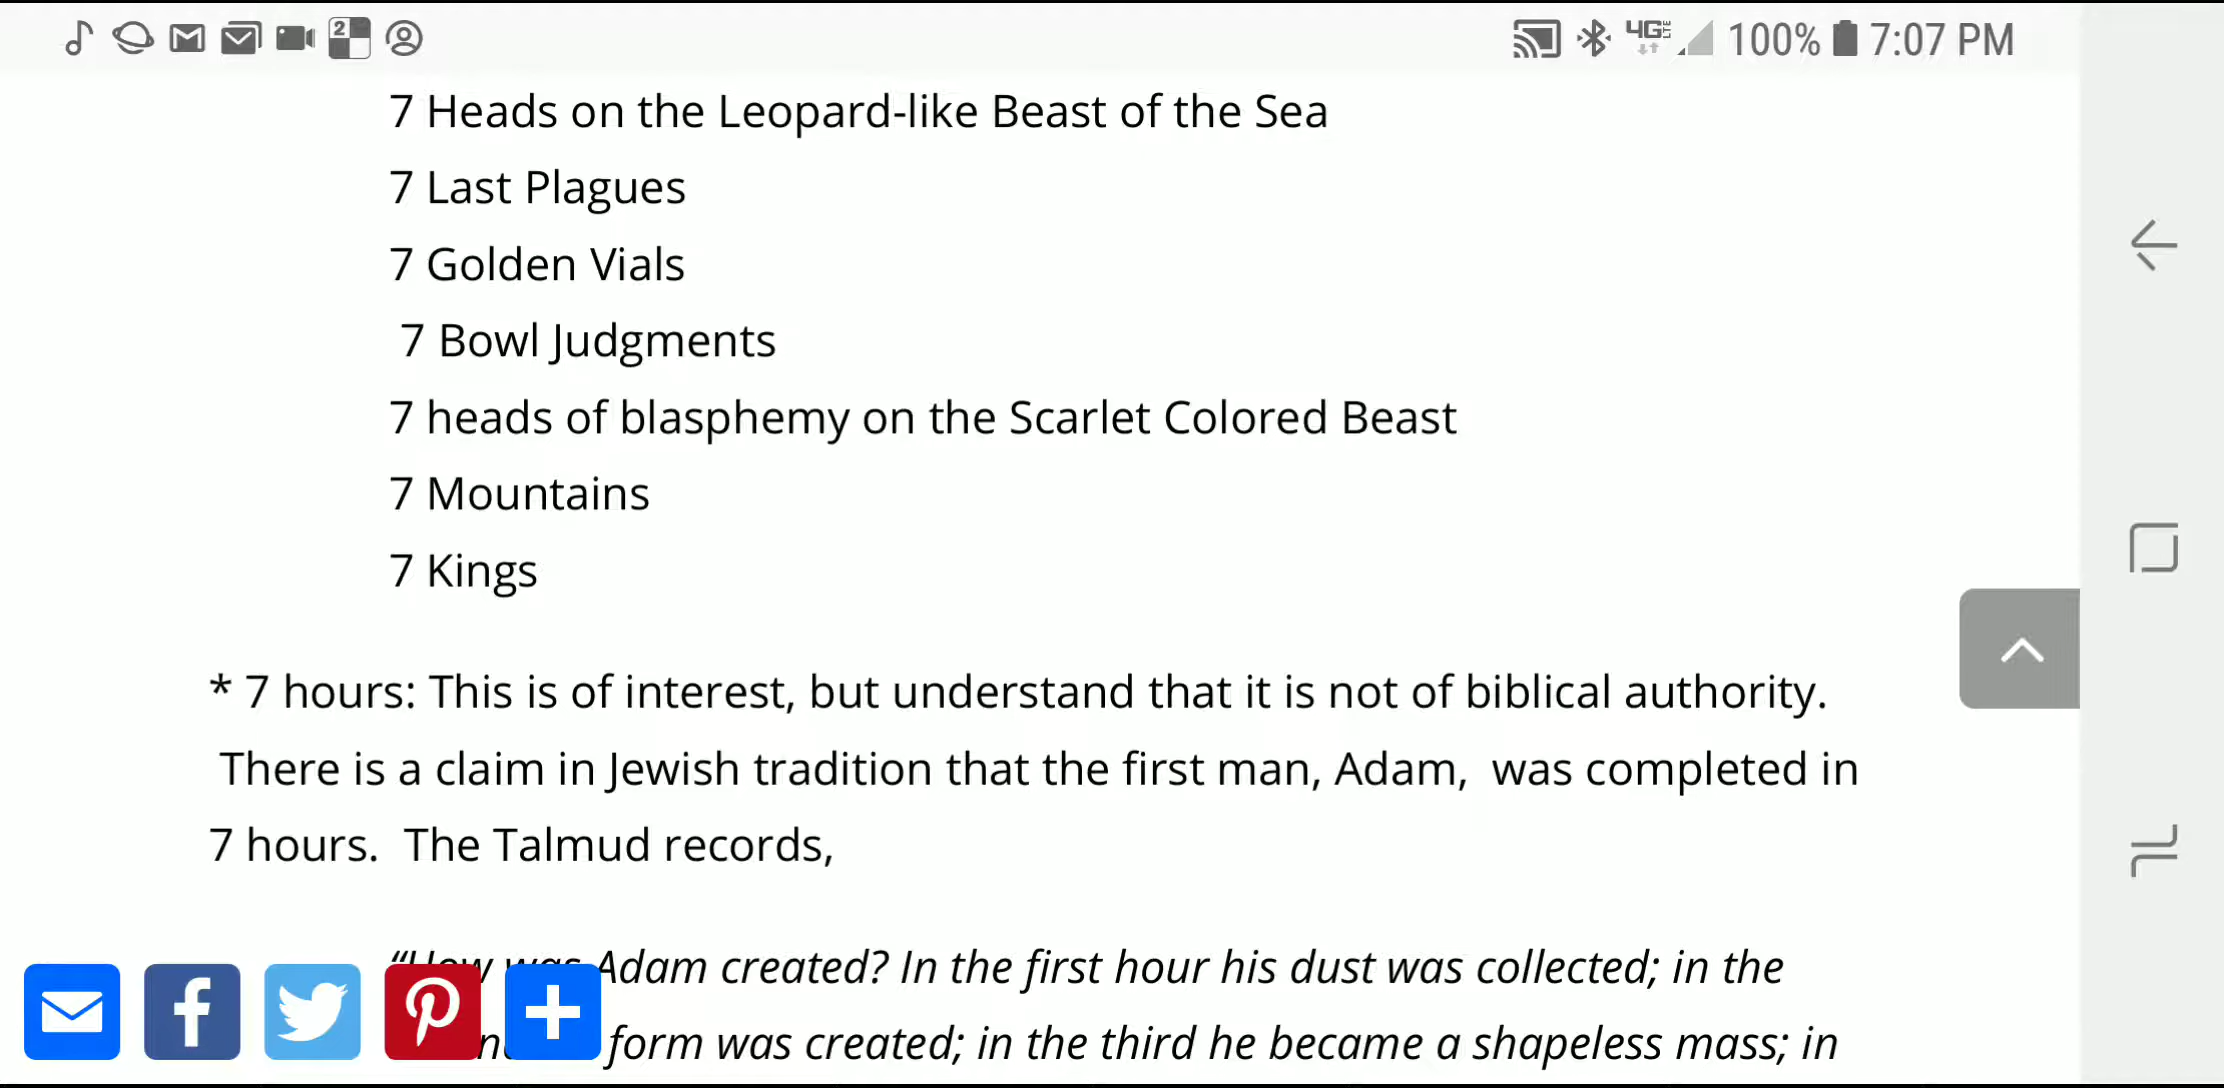 2 4G LTE 100% 7:07 PM
7 Heads on the Leopard-like Beast of the Sea
7 Last Plagues
7 Golden Vials
7 Bowl Judgments
7 heads of blasphemy on the Scarlet Colored Beast
7 Mountains
7 Kings
* 7 hours: This is of interest, but understand that it is not of biblical authority.
There is a claim in Jewish tradition that the first man, Adam, was completed in
7 hours. The Talmud records,
Adam created? In the first hour his dust was collected; in the
form was created; in the third he became a shapeless mass; in